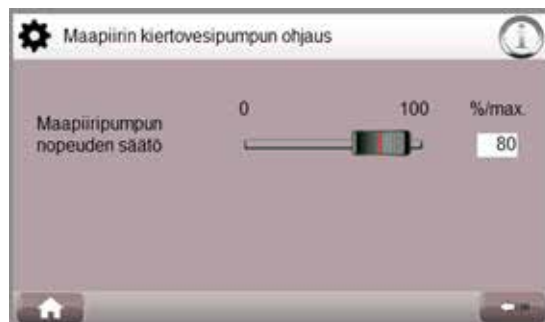 Maapiirin kiertovesipumpun ohjaus
0 100 %/max.
Maapiiripumpun
nopeuden säätö
80